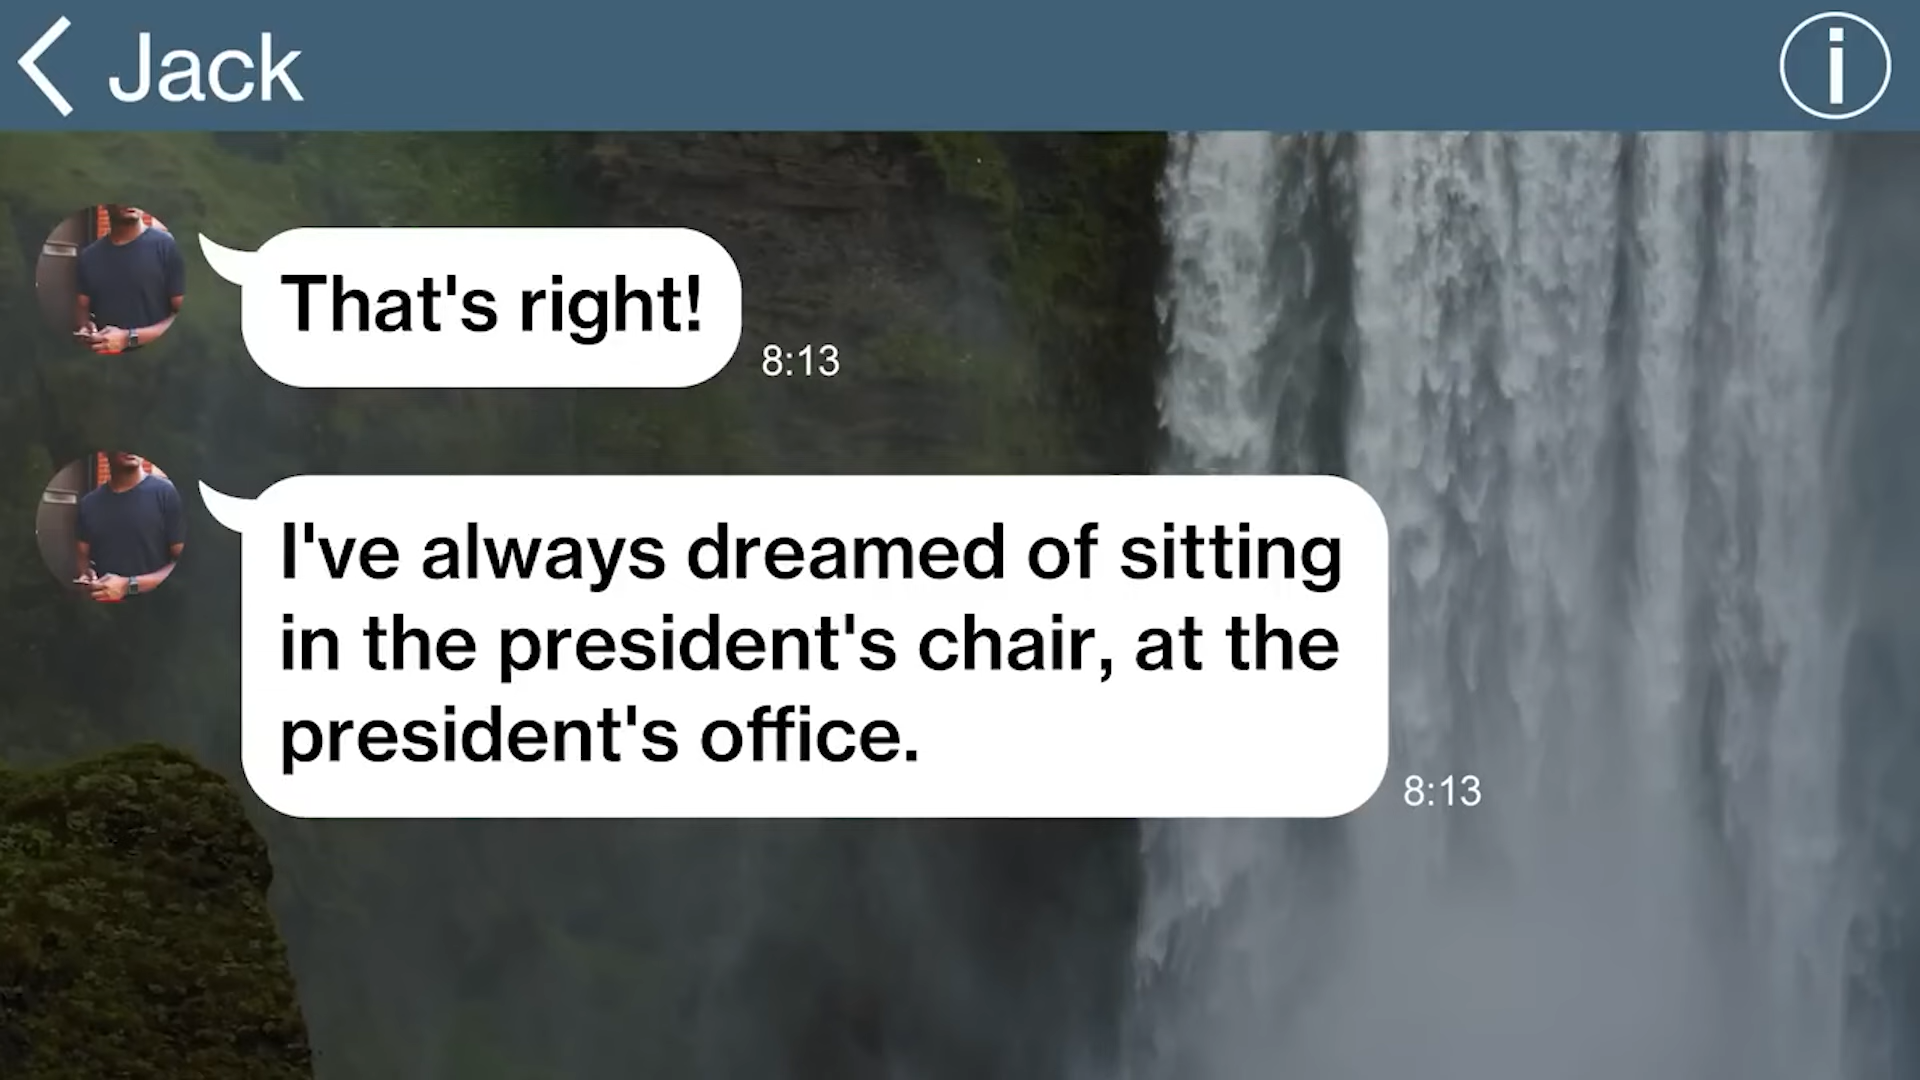 Jack
That's right!
8:13
I've always dreamed of sitting
in the president's chair, at the
president's office.
8:13